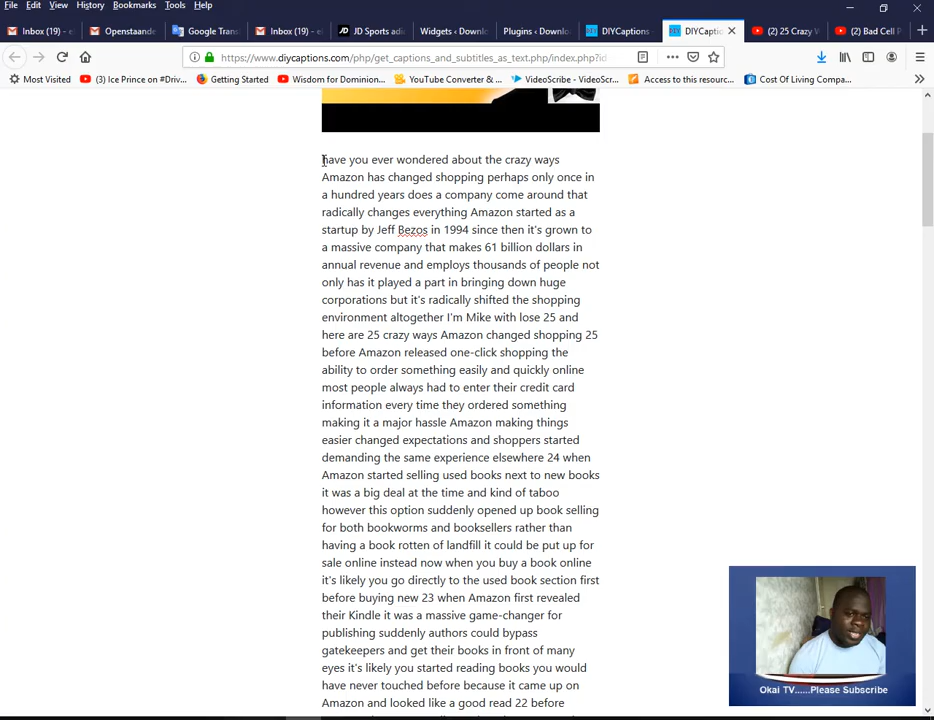 File Edit View History Bookmarks Tools Help
Inbox (19) - e Openstaande Google Trans Inbox (19) - e JD Sports adi Widgets ‹ Downlo Plugins ‹ Downlo DIYCaptions DIYCaptio (2) 25 Crazy V (2) Bad Cell P
https://www.diycaptions.com/php/get_captions_and_subtitles_as_text.php/index.php?id
Most Visited (3) Ice Prince on #Driv... Getting Started Wisdom for Dominion... YouTube Converter &... VideoScribe - VideoScr... Access to this resourc... Cost Of Living Compa...
have you ever wondered about the crazy ways
Amazon has changed shopping perhaps only once in
a hundred years does a company come around that
radically changes everything Amazon started as a
startup by Jeff Bezos in 1994 since then it's grown to
a massive company that makes 61 billion dollars in
annual revenue and employs thousands of people not
only has it played a part in bringing down huge
corporations but it's radically shifted the shopping
environment altogether I'm Mike with lose 25 and
here are 25 crazy ways Amazon changed shopping 25
before Amazon released one-click shopping the
ability to order something easily and quickly online
most people always had to enter their credit card
information every time they ordered something
making it a major hassle Amazon making things
easier changed expectations and shoppers started
demanding the same experience elsewhere 24 when
Amazon started selling used books next to new books
it was a big deal at the time and kind of taboo
however this option suddenly opened up book selling
for both bookworms and booksellers rather than
having a book rotten of landfill it could be put up for
sale online instead now when you buy a book online
it's likely you go directly to the used book section first
before buying new 23 when Amazon first revealed
their Kindle it was a massive game-changer for
publishing suddenly authors could bypass
gatekeepers and get their books in front of many
eyes it's likely you started reading books you would
have never touched before because it came up on
Amazon and looked like a good read 22 before
Okai TV......Please Subscribe